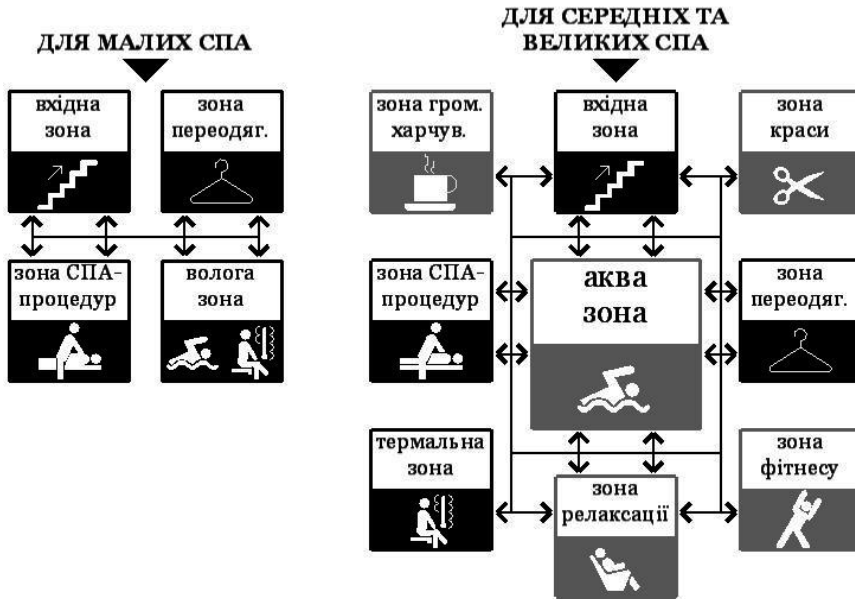 ДЛЯ МАЛИХ СПА
вхідна
зона
зона
переодяг.
зона СПА-
процедур
волога
зона
ДЛЯ СЕРЕДНІХ ТА
ВЕЛИКИХ СПА
зона гром.
харчув.
вхідна
зона
зона
краси
зона СПА-
процедур
аква
зона
зона
переодяг.
термальна
зона
зона
релаксації
зона
фітнесу